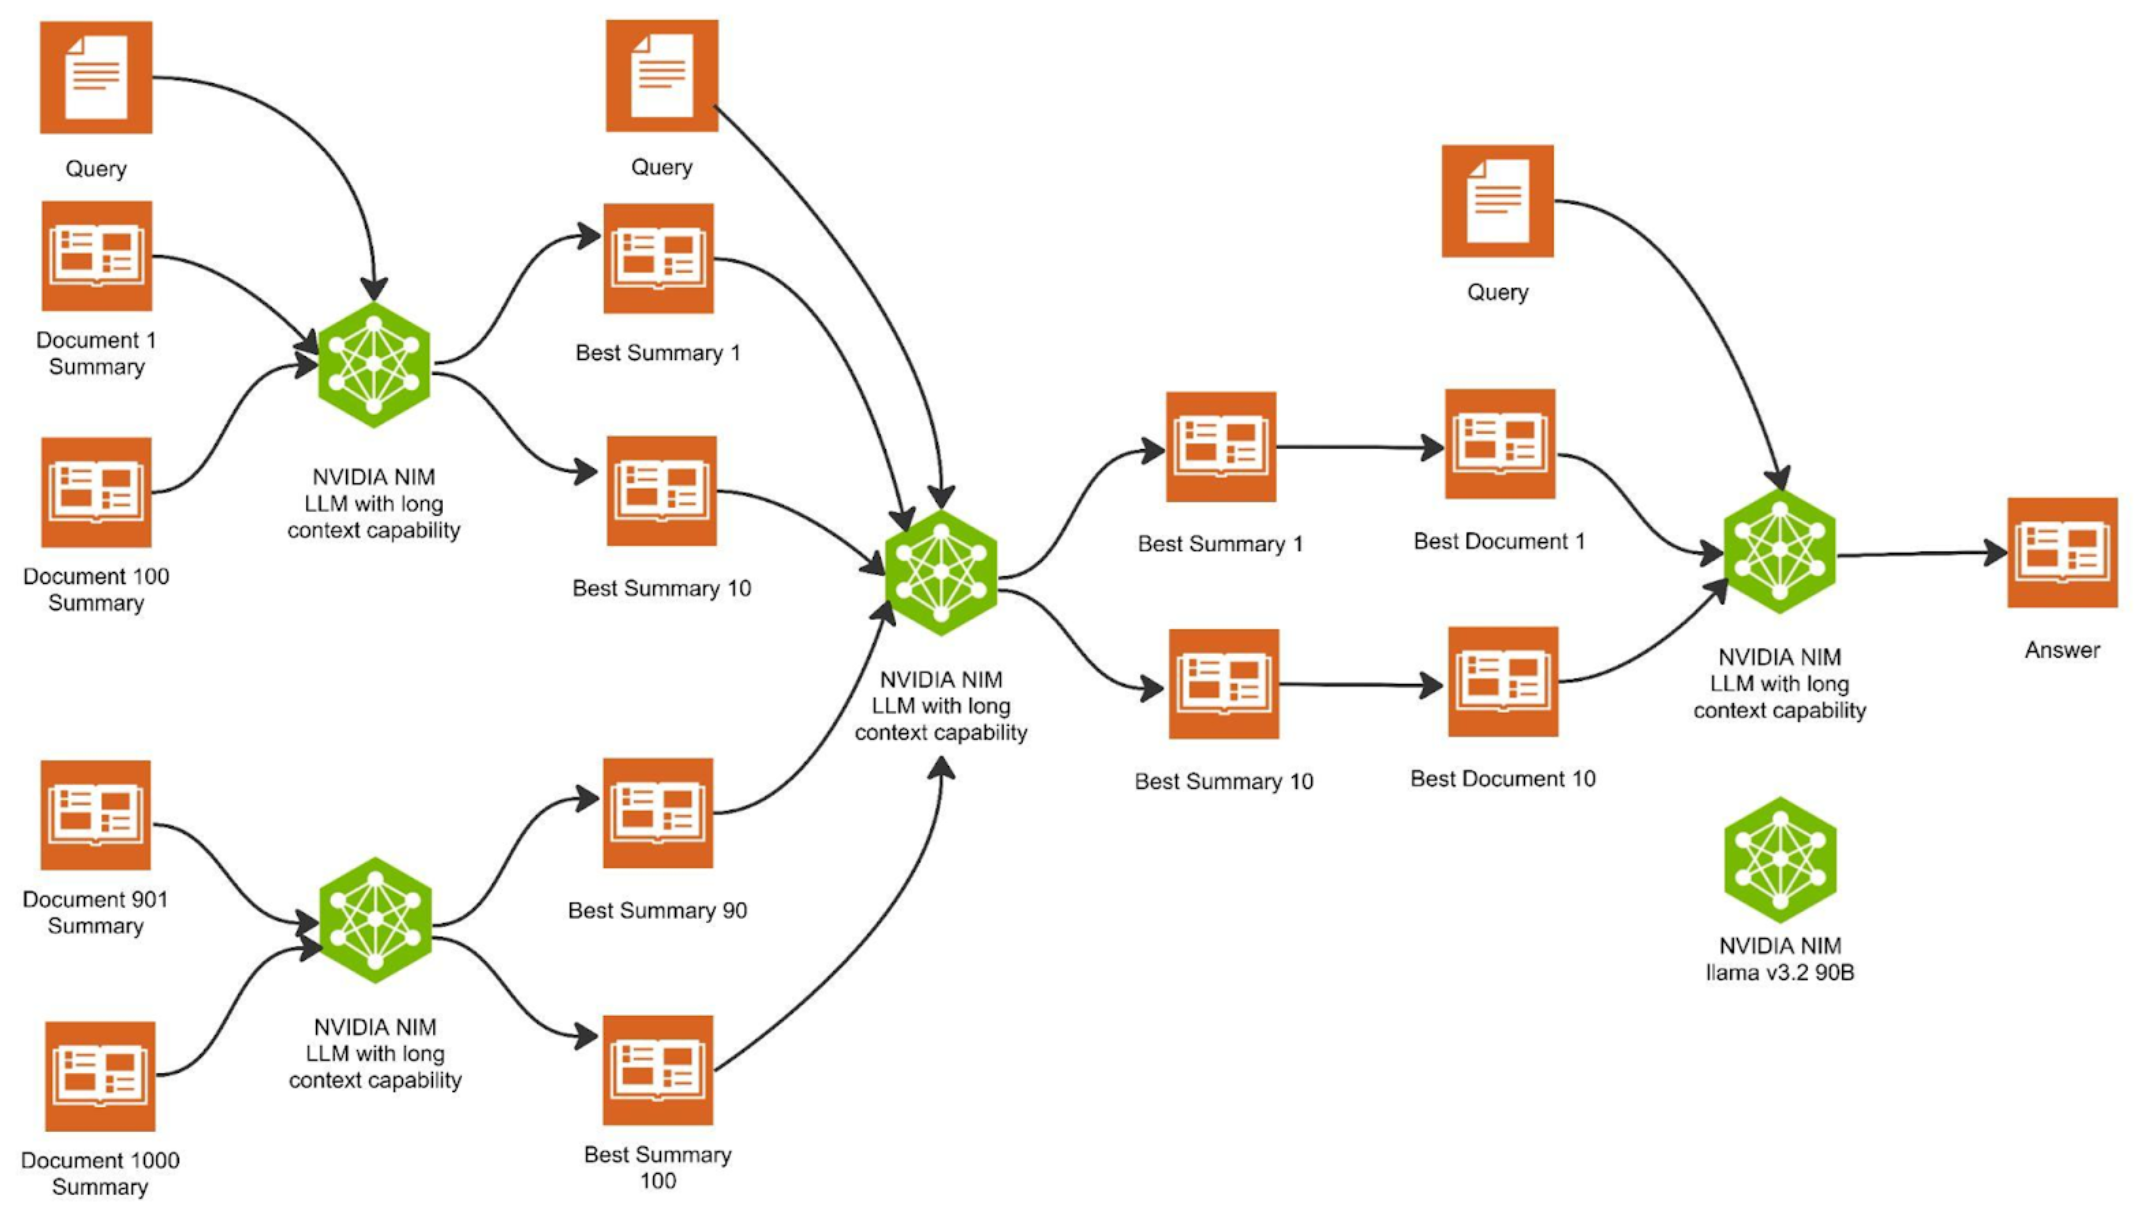 Query
Query
Document 1
Summary
Best Summary 1
Query
NVIDIA NIM
LLM with long
context capability
Document 100
Summary
Best Summary 10
Best Summary 1
Best Document 1
NVIDIA NIM
LLM with long
context capability
NVIDIA NIM
LLM with long
context capability
Answer
Best Summary 10
Best Document 10
Document 901
Summary
Best Summary 90
NVIDIA NIM
llama v3.2 90B
NVIDIA NIM
LLM with long
context capability
Document 1000
Summary
Best Summary
100